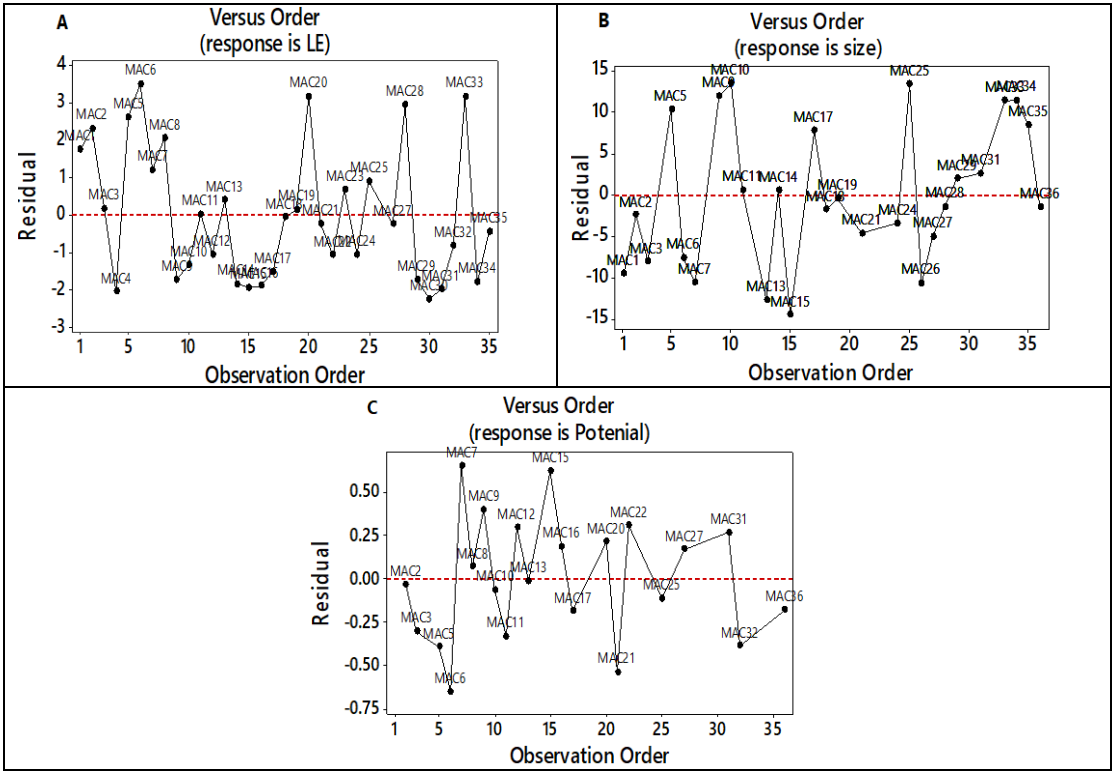 A
Versus Order
(response is LE)
Residual
4
3
2
1
0
-1
-2
-3
MAC2
MAC3
MAC4
MAC5
MAC6
MAC7
MAC8
MAC9
MAC10
MAC11
MAC12
MAC13
MAC17
MAC19
MAC20
MAC21
MAC23
MAC24
MAC25
MAC27
MAC28
MAC29
MAC30
MAC31
MAC32
MAC33
MAC34
MAC35
1 5 10 15 20 25 30 35
Observation Order
B
Versus Order
(response is size)
Residual
15
10
5
0
-5
-10
-15
MAC1
MAC2
MAC3
MAC5
MAC6
MAC7
MAC9
MAC10
MAC11
MAC13
MAC14
MAC15
MAC17
MAC18
MAC19
MAC21
MAC24
MAC25
MAC26
MAC27
MAC28
MAC29
MAC31
MAC35
MAC36
1 5 10 15 20 25 30 35
Observation Order
C
Versus Order
(response is Potenial)
Residual
0.50
0.25
0.00
-0.25
-0.50
-0.75
MAC2
MAC3
MAC5
MAC6
MAC7
MAC8
MAC9
MAC10
MAC11
MAC12
MAC13
MAC15
MAC16
MAC17
MAC20
MAC21
MAC22
MAC25
MAC27
MAC31
MAC32
MAC36
1 5 10 15 20 25 30 35
Observation Order